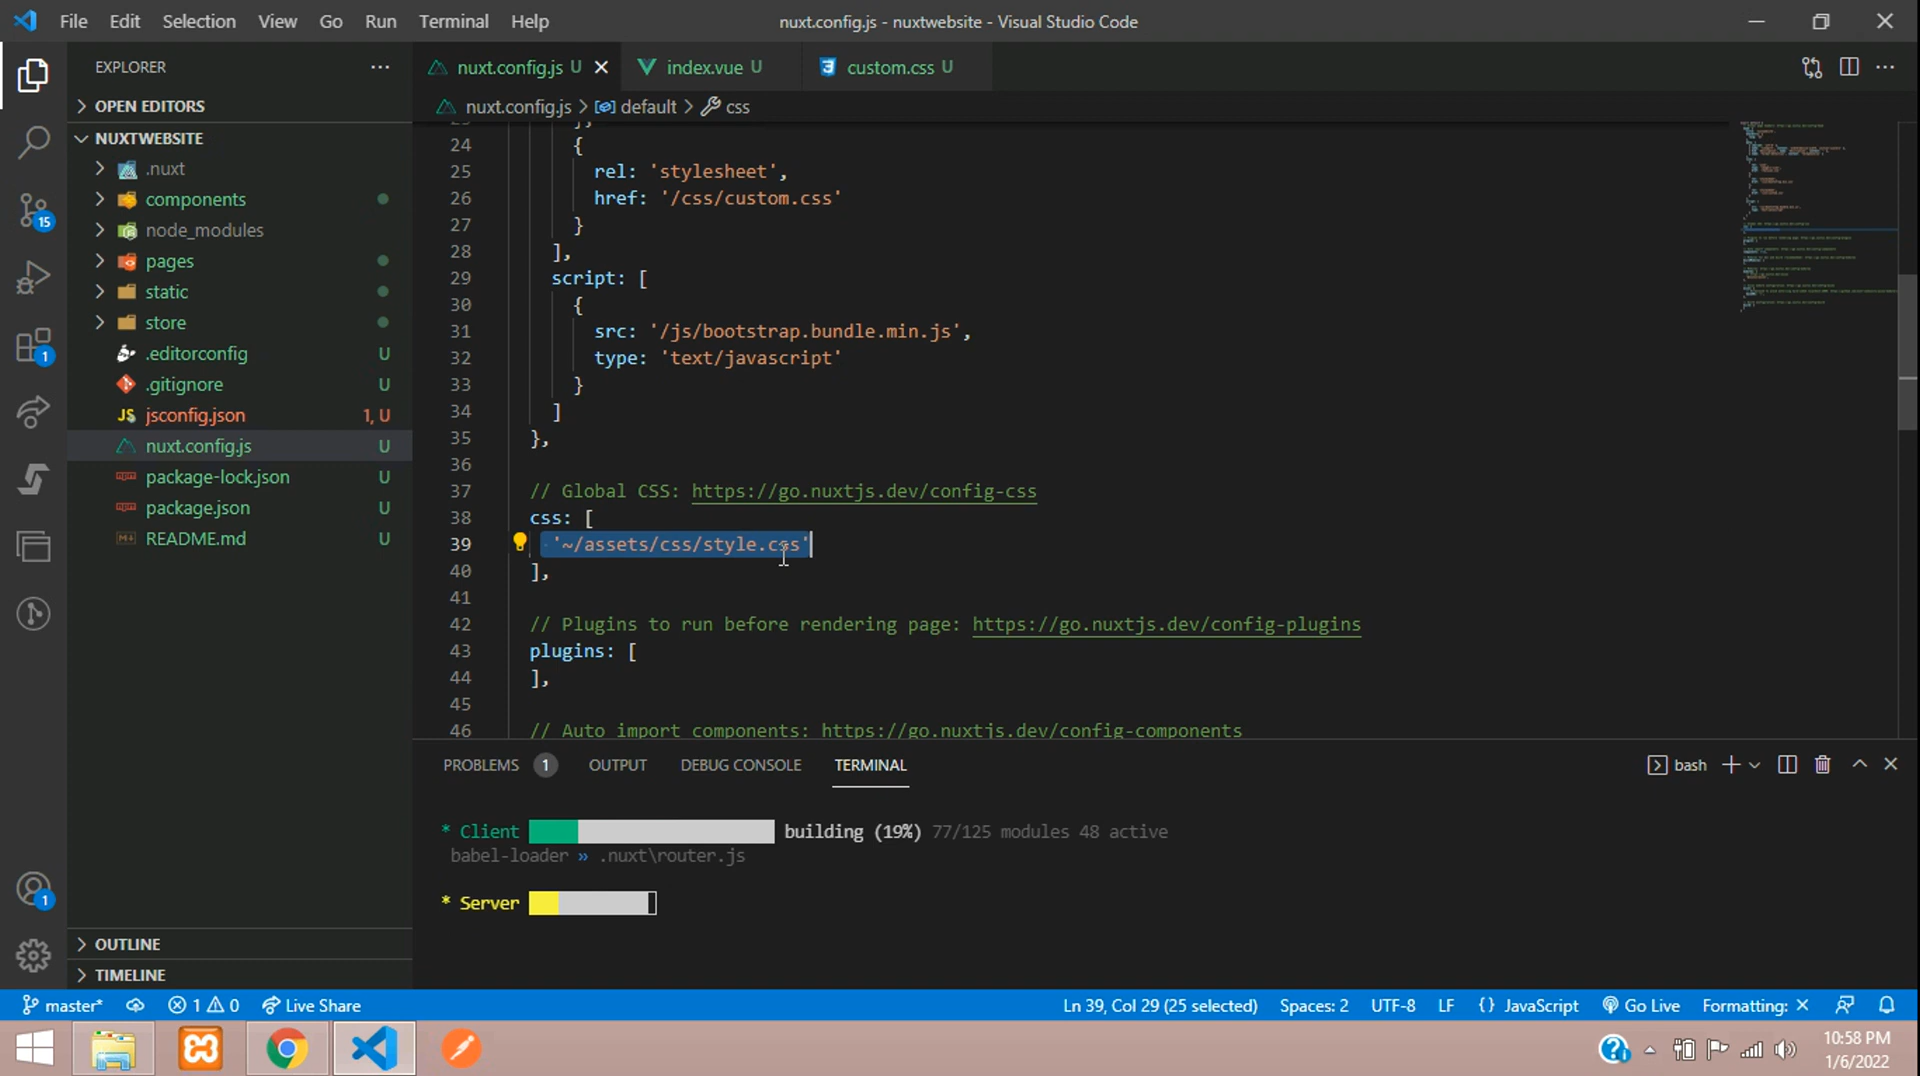 File Edit Selection View Go Run Terminal Help
nuxt.config.js - nuxtwebsite - Visual Studio Code
EXPLORER
OPEN EDITORS
NUXTWEBSITE
.nuxt
components
node_modules
pages
static
store
.editorconfig U
.gitignore U
JS jsconfig.json 1, U
nuxt.config.js U
package-lock.json U
package.json U
README.md U
OUTLINE
TIMELINE
15
1
1
nuxt.config.js U
index.vue U
custom.css U
nuxt.config.js > default > css
24 {
25 rel: 'stylesheet',
26 href: '/css/custom.css'
27 }
28 ],
29 script: [
30 {
31 src: '/js/bootstrap.bundle.min.js',
32 type: 'text/javascript'
33 }
34 ]
35 },
36
37 // Global CSS: https://go.nuxtjs.dev/config-css
38 css: [
39 '~/assets/css/style.css'
40 ],
41
42 // Plugins to run before rendering page: https://go.nuxtjs.dev/config-plugins
43 plugins: [
44 ],
45
46 // Auto import components: https://go.nuxtjs.dev/config-components
PROBLEMS 1 OUTPUT DEBUG CONSOLE TERMINAL
bash
* Client building (19%) 77/125 modules 48 active
babel-loader » .nuxt\router.js
* Server
master* 1 0 Live Share
Ln 39, Col 29 (25 selected) Spaces: 2 UTF-8 LF {} JavaScript Go Live Formatting: ×
10:58 PM
1/6/2022